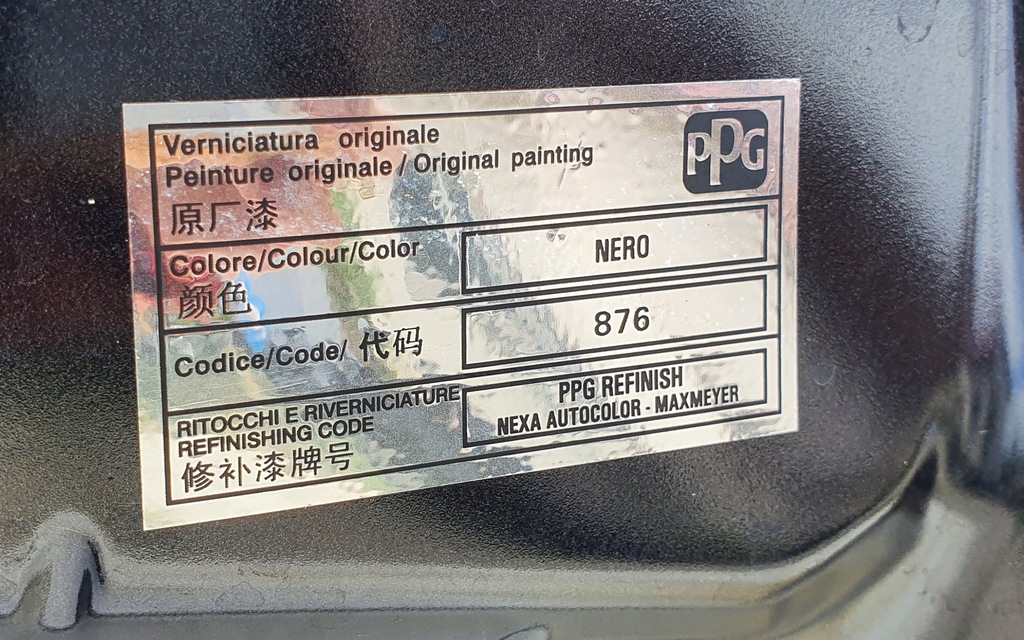 Verniciatura originale
Peinture originale / Original painting
原厂漆
PPG
Colore/Colour/Color
颜色
NERO
Codice/Code/ 代码
876
RITOCCHI E RIVERNICIATURE
REFINISHING CODE
修补漆牌号
PPG REFINISH
NEXA AUTOCOLOR - MAXMEYER